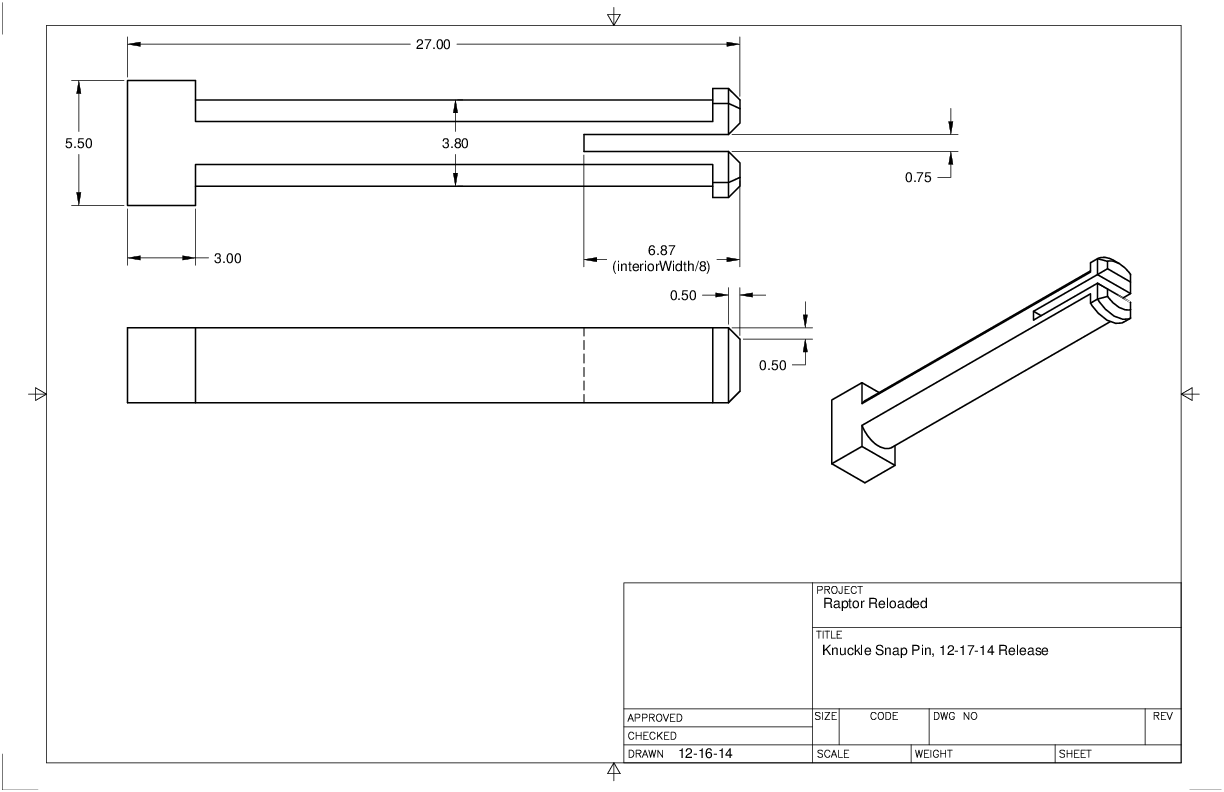 27.00
5.50
3.80
0.75
3.00
6.87
(interiorWidth/8)
0.50
0.50
PROJECT
Raptor Reloaded
TITLE
Knuckle Snap Pin, 12-17-14 Release
APPROVED
SIZE CODE DWG NO REV
CHECKED
DRAWN 12-16-14
SCALE WEIGHT SHEET